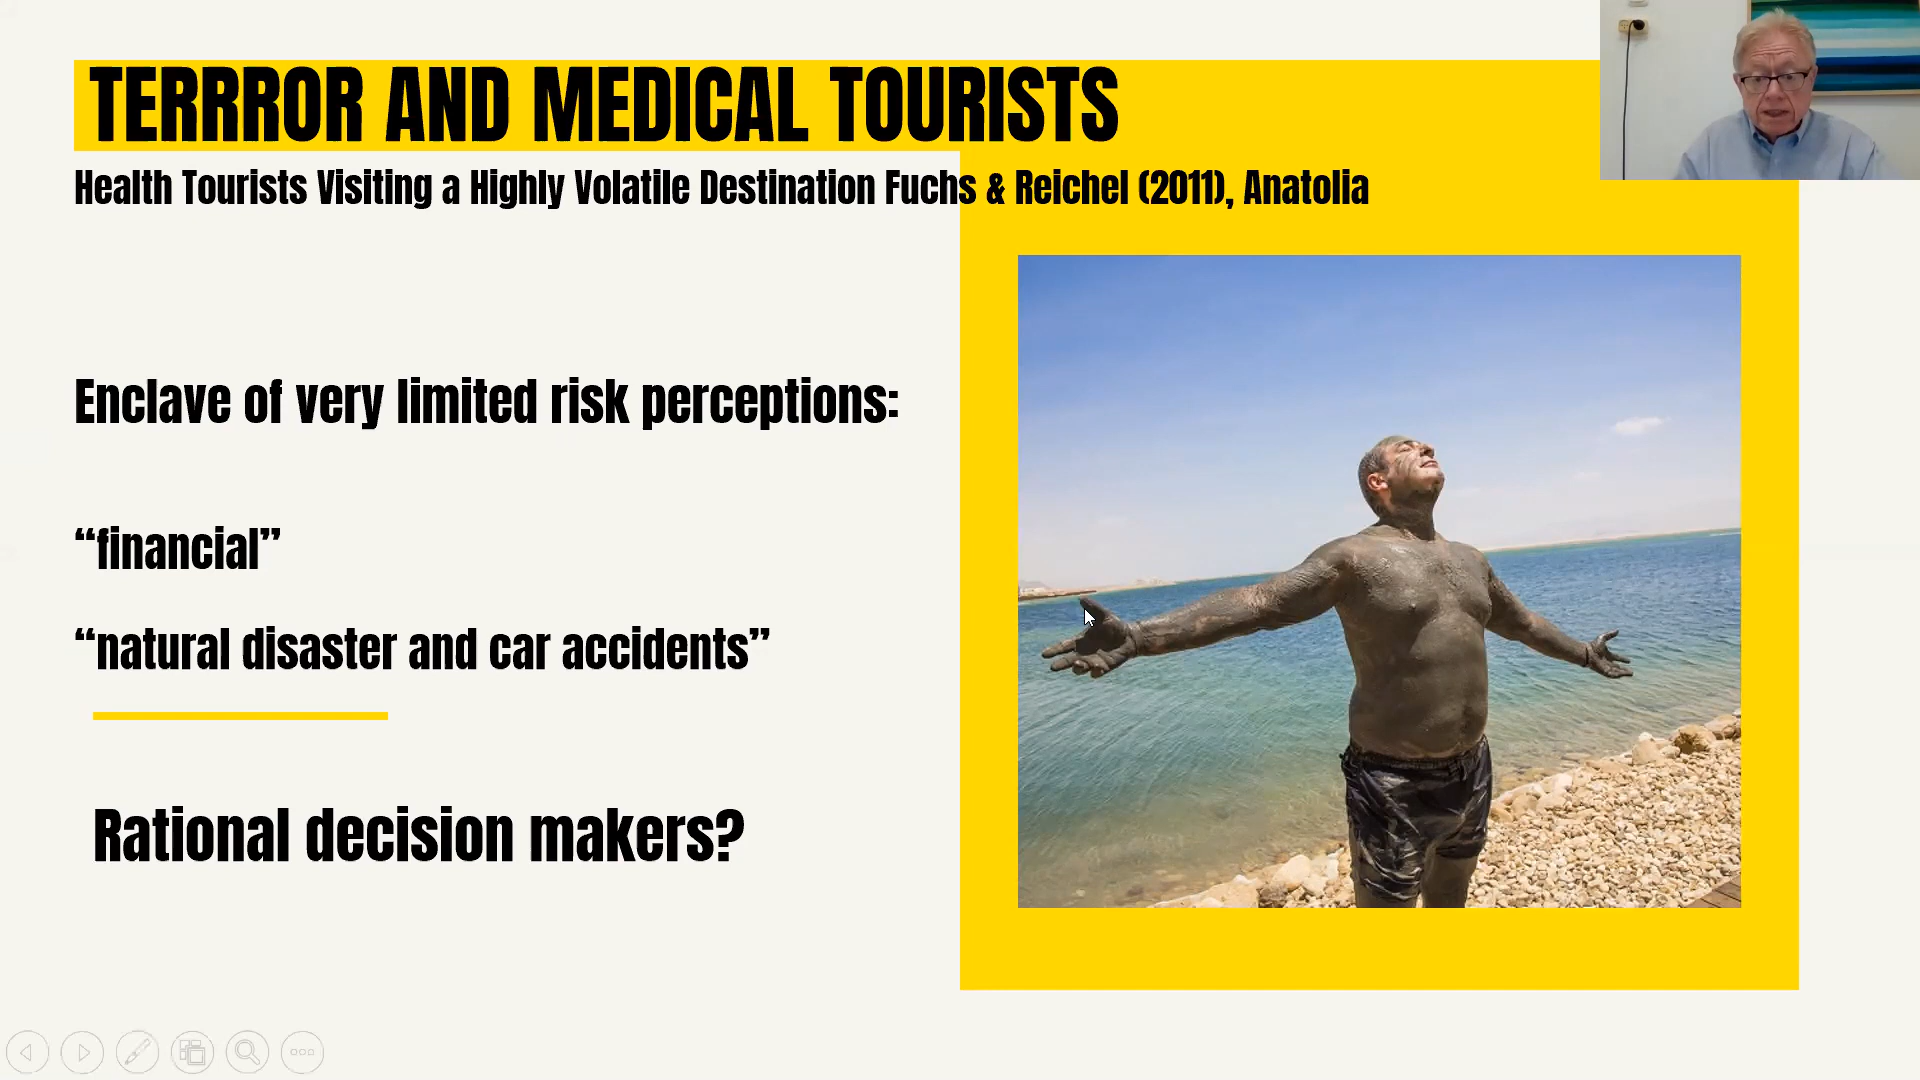 TERRROR AND MEDICAL TOURISTS
Health Tourists Visiting a Highly Volatile Destination Fuchs & Reichel (2011), Anatolia
Enclave of very limited risk perceptions:
“financial”
“natural disaster and car accidents”
Rational decision makers?